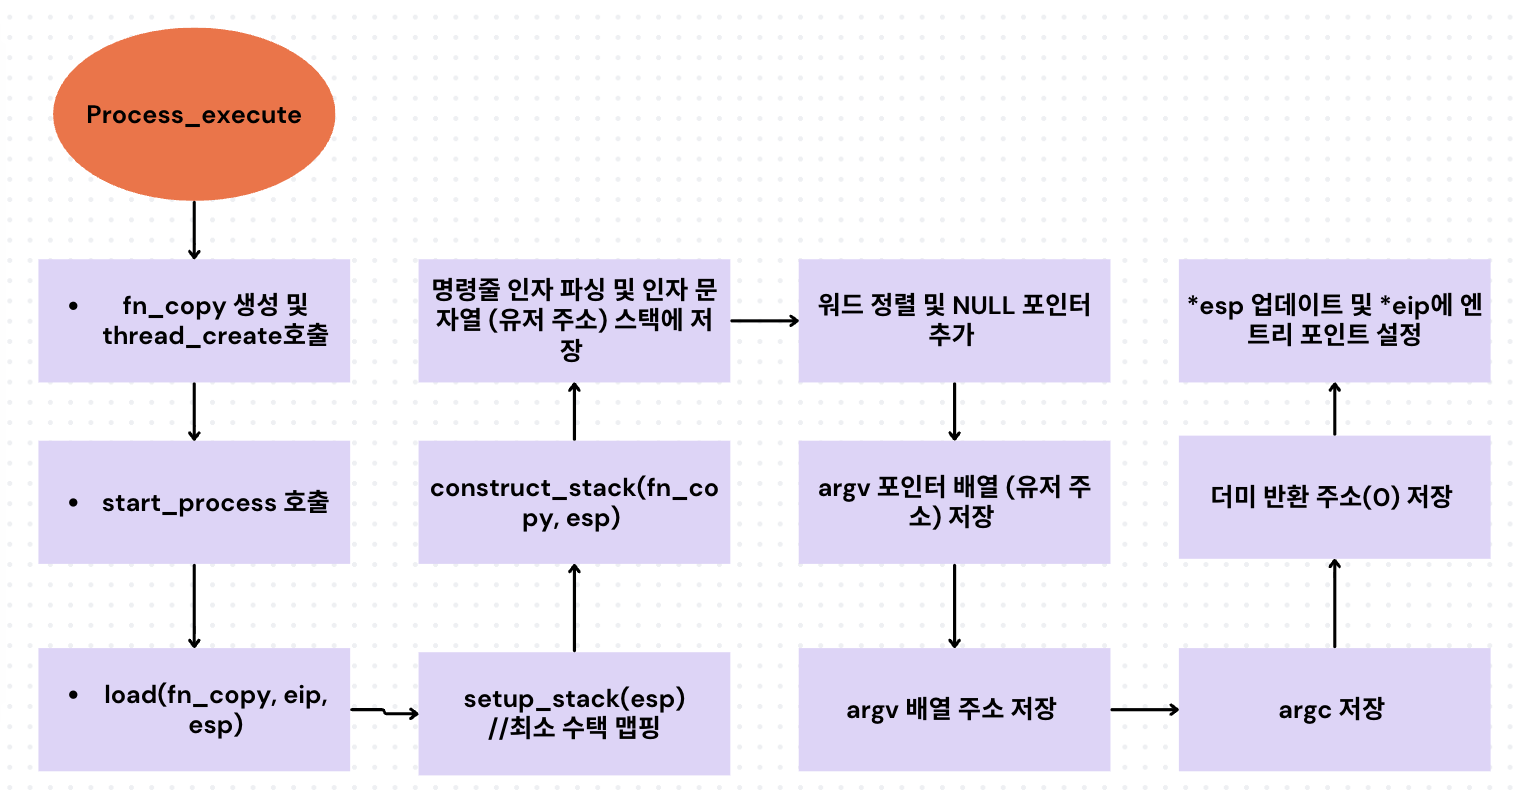 Process_execute
• fn_copy 생성 및
thread_create호출
• start_process 호출
• load(fn_copy, eip,
esp)
setup_stack(esp)
//최소 수택 맵핑
construct_stack(fn_co
py, esp)
명령줄 인자 파싱 및 인자 문
자열 (유저 주소) 스택에 저
장
워드 정렬 및 NULL 포인터
추가
argv 포인터 배열 (유저 주
소) 저장
argv 배열 주소 저장
argc 저장
더미 반환 주소(0) 저장
*esp 업데이트 및 *eip에 엔
트리 포인트 설정